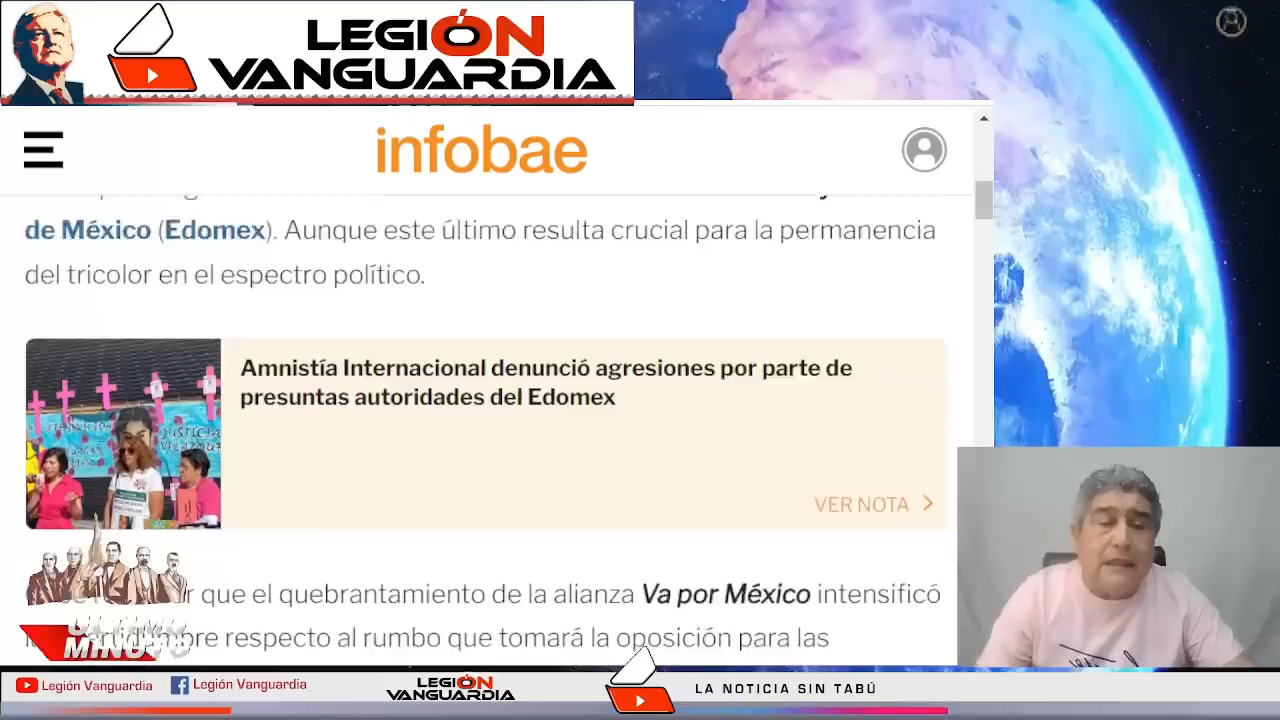 LEGIÓN
VANGUARDIA
infobae
de México (Edomex). Aunque este último resulta crucial para la permanencia
del tricolor en el espectro político.
Amnistía Internacional denunció agresiones por parte de
presuntas autoridades del Edomex
JUSTICIA
VER NOTA
que el quebrantamiento de la alianza Va por México intensificó
respecto al rumbo que tomará la oposición para las
MINUTO
Legión Vanguardia
Legión Vanguardia
LEGIÓN
VANGUARDIA
LA NOTICIA SIN TABÚ